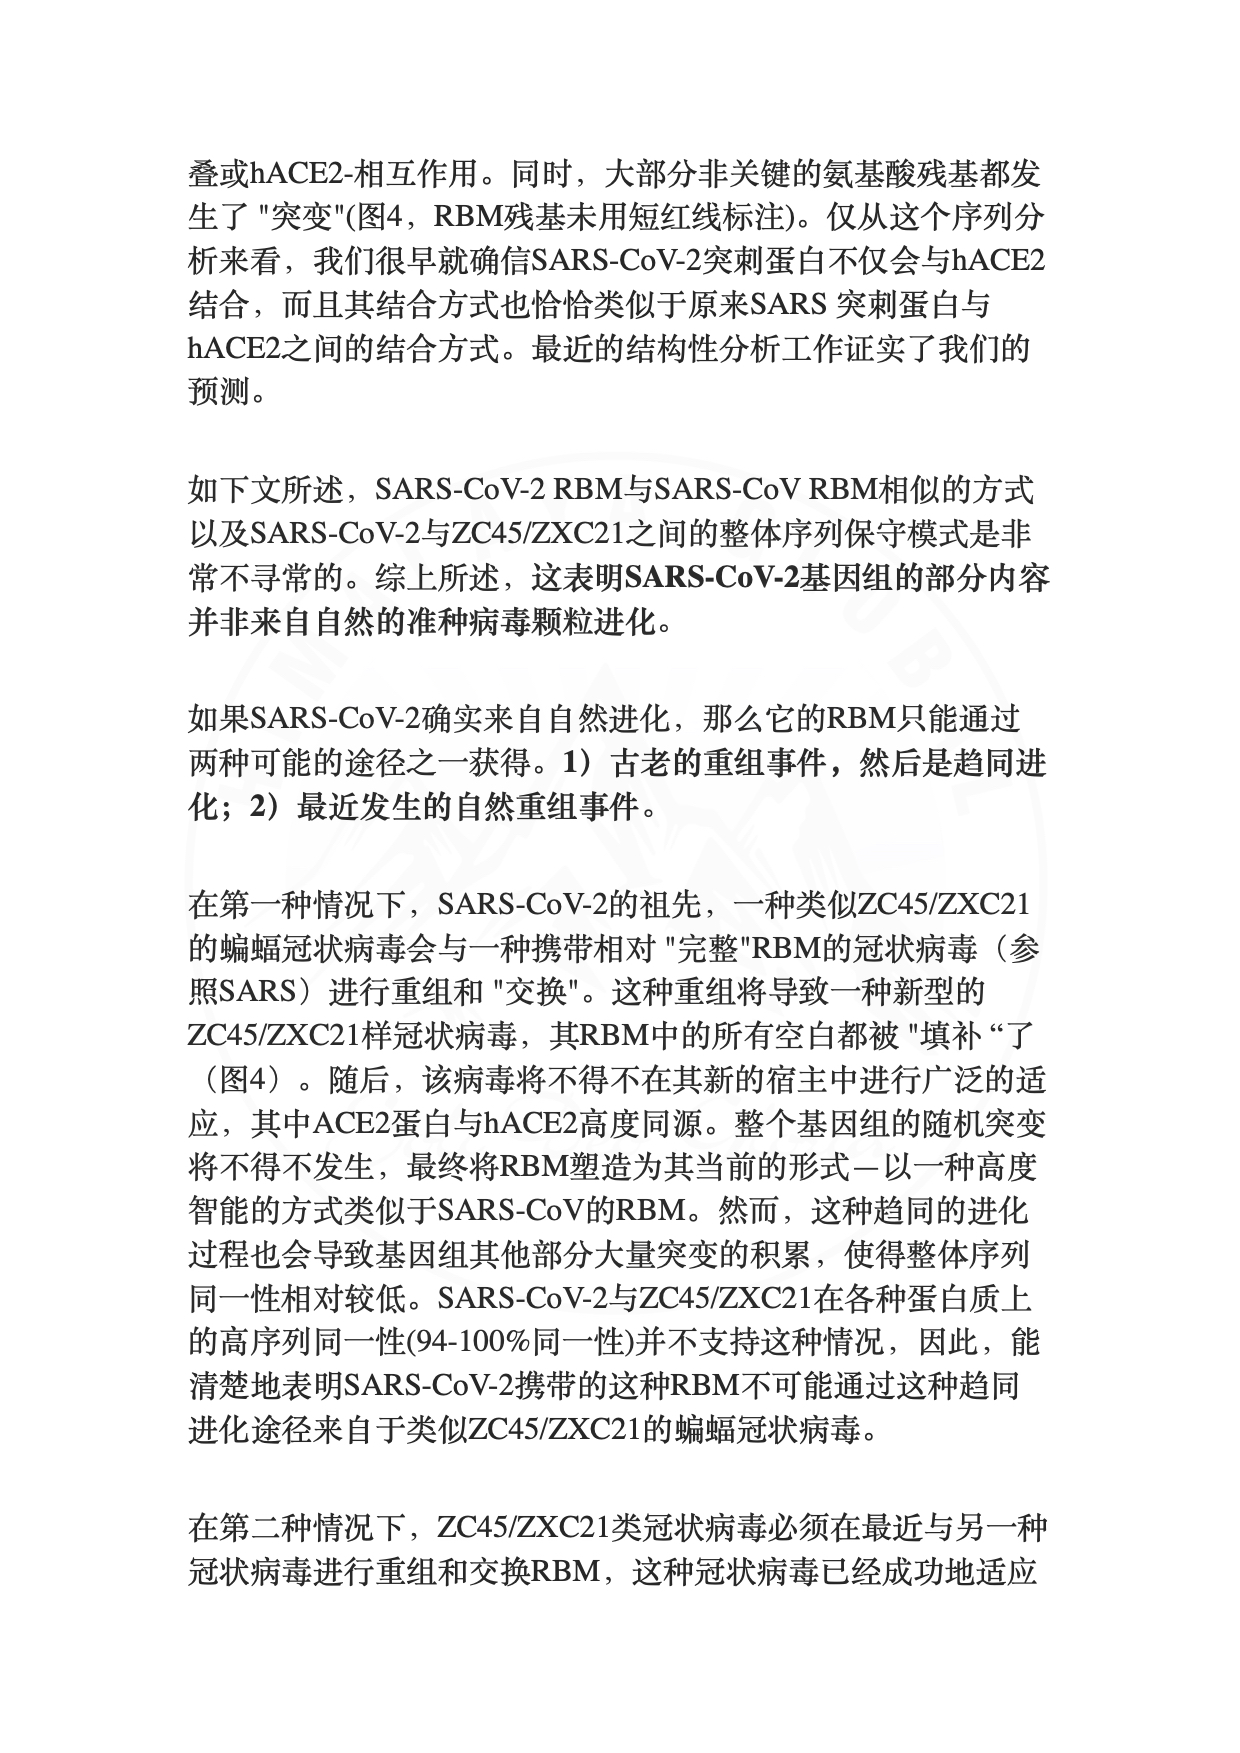 叠或hACE2-相互作用。同时，大部分非关键的氨基酸残基都发
生了 "突变"(图4，RBM残基未用短红线标注)。仅从这个序列分
析来看，我们很早就确信SARS-CoV-2突刺蛋白不仅会与hACE2
结合，而且其结合方式也恰恰类似于原来SARS 突刺蛋白与
hACE2之间的结合方式。最近的结构性分析工作证实了我们的
预测。
如下文所述，SARS-CoV-2 RBM与SARS-CoV RBM相似的方式
以及SARS-CoV-2与ZC45/ZXC21之间的整体序列保守模式是非
常不寻常的。综上所述，这表明SARS-CoV-2基因组的部分内容
并非来自自然的准种病毒颗粒进化。
如果SARS-CoV-2确实来自自然进化，那么它的RBM只能通过
两种可能的途径之一获得。1）古老的重组事件，然后是趋同进
化；2）最近发生的自然重组事件。
在第一种情况下，SARS-CoV-2的祖先，一种类似ZC45/ZXC21
的蝙蝠冠状病毒会与一种携带相对 "完整"RBM的冠状病毒（参
照SARS）进行重组和 "交换"。这种重组将导致一种新型的
ZC45/ZXC21样冠状病毒，其RBM中的所有空白都被 "填补 “了
（图4）。随后，该病毒将不得不在其新的宿主中进行广泛的适
应，其中ACE2蛋白与hACE2高度同源。整个基因组的随机突变
将不得不发生，最终将RBM塑造为其当前的形式—以一种高度
智能的方式类似于SARS-CoV的RBM。然而，这种趋同的进化
过程也会导致基因组其他部分大量突变的积累，使得整体序列
同一性相对较低。SARS-CoV-2与ZC45/ZXC21在各种蛋白质上
的高序列同一性(94-100%同一性)并不支持这种情况，因此，能
清楚地表明SARS-CoV-2携带的这种RBM不可能通过这种趋同
进化途径来自于类似ZC45/ZXC21的蝙蝠冠状病毒。
在第二种情况下，ZC45/ZXC21类冠状病毒必须在最近与另一种
冠状病毒进行重组和交换RBM，这种冠状病毒已经成功地适应